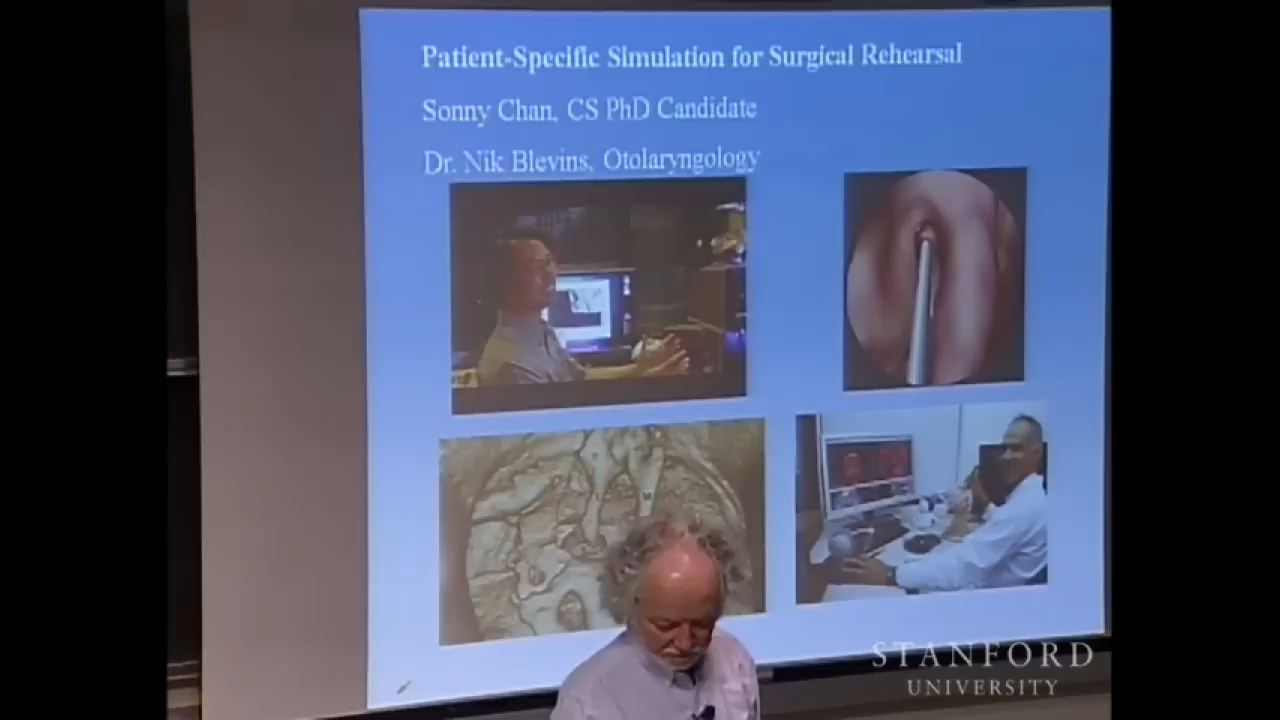 Patient-Specific Simulation for Surgical Rehearsal
Sonny Chan, CS PhD Candidate
Dr. Nik Blevins, Otolaryngology
STANFORD
UNIVERSITY